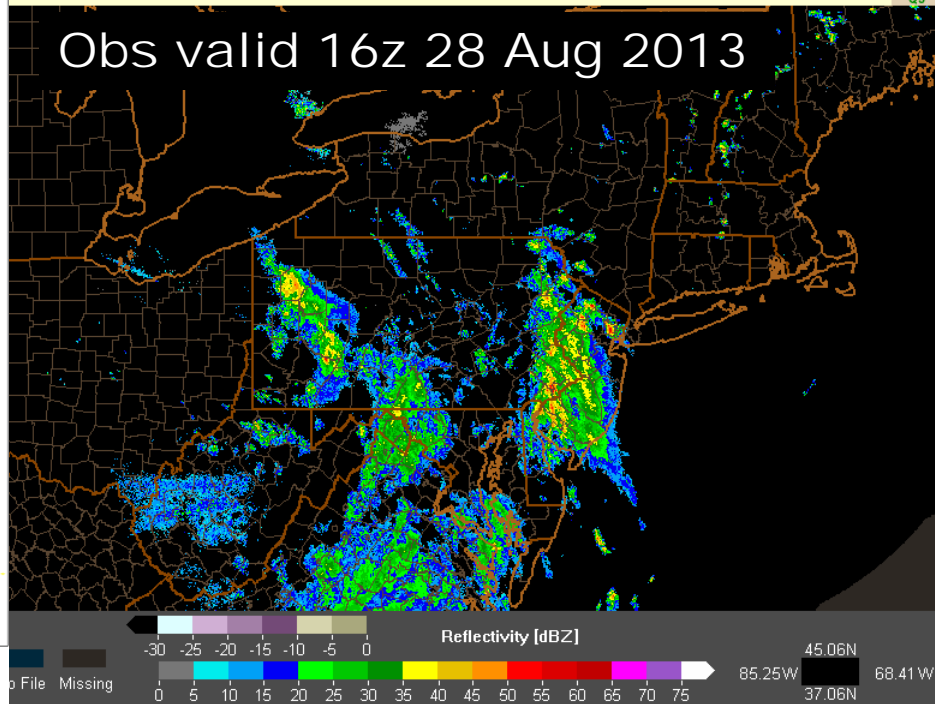 Obs valid 16z 28 Aug 2013
Reflectivity [dBZ]
-30 -25 -20 -15 -10 -5 0
0 5 10 15 20 25 30 35 40 45 50 55 60 65 70 75
o File Missing
45.06N
85.25W 68.41W
37.06N